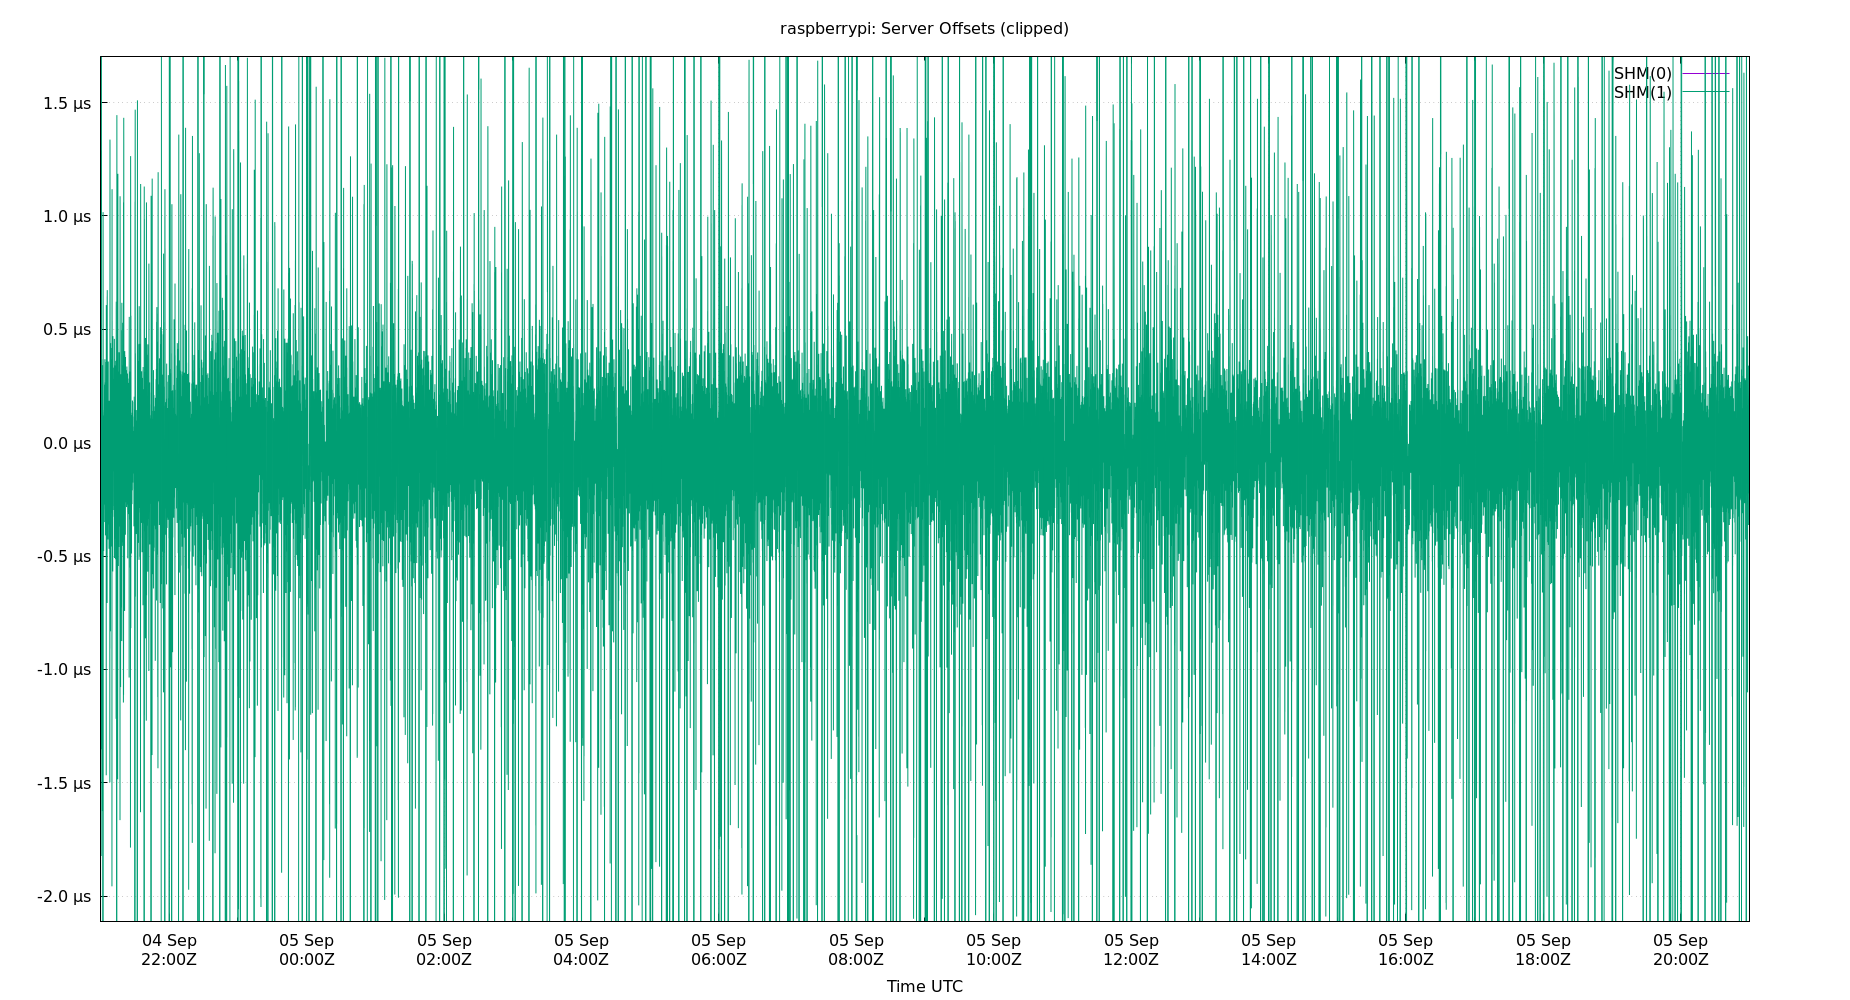 raspberrypi: Server Offsets (clipped)
SHM(0)
SHM(1)
1.5 µs
1.0 µs
0.5 µs
0.0 µs
-0.5 µs
-1.0 µs
-1.5 µs
-2.0 µs
04 Sep 05 Sep 05 Sep 05 Sep 05 Sep 05 Sep 05 Sep 05 Sep 05 Sep 05 Sep 05 Sep 05 Sep
22:00Z 00:00Z 02:00Z 04:00Z 06:00Z 08:00Z 10:00Z 12:00Z 14:00Z 16:00Z 18:00Z 20:00Z
Time UTC